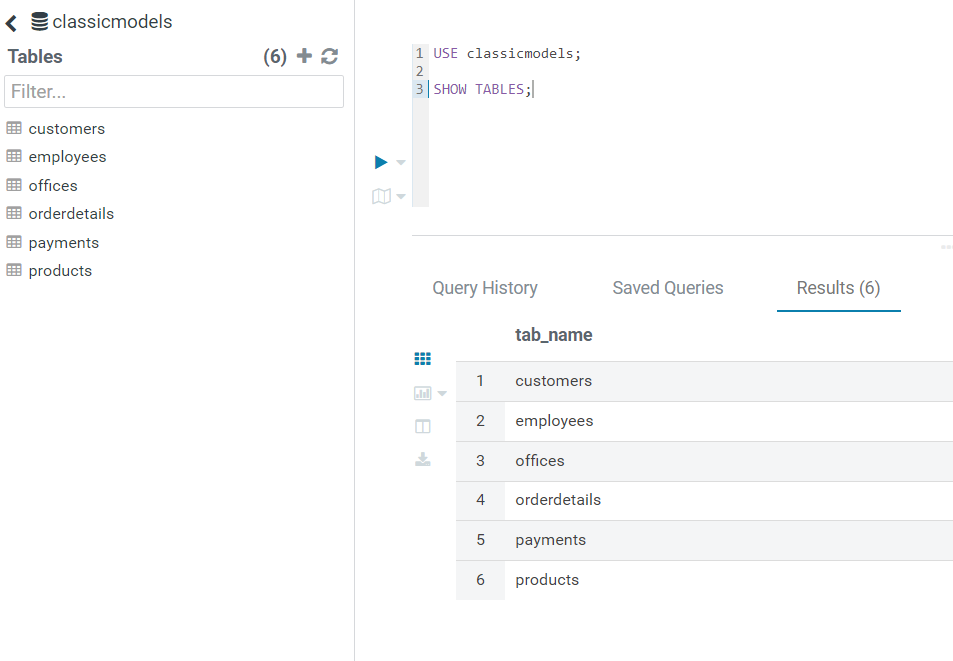 classicmodels
Tables (6)
Filter...
customers
employees
offices
orderdetails
payments
products
1 USE classicmodels;
2
3 SHOW TABLES;
Query History Saved Queries Results (6)
tab_name
1 customers
2 employees
3 offices
4 orderdetails
5 payments
6 products